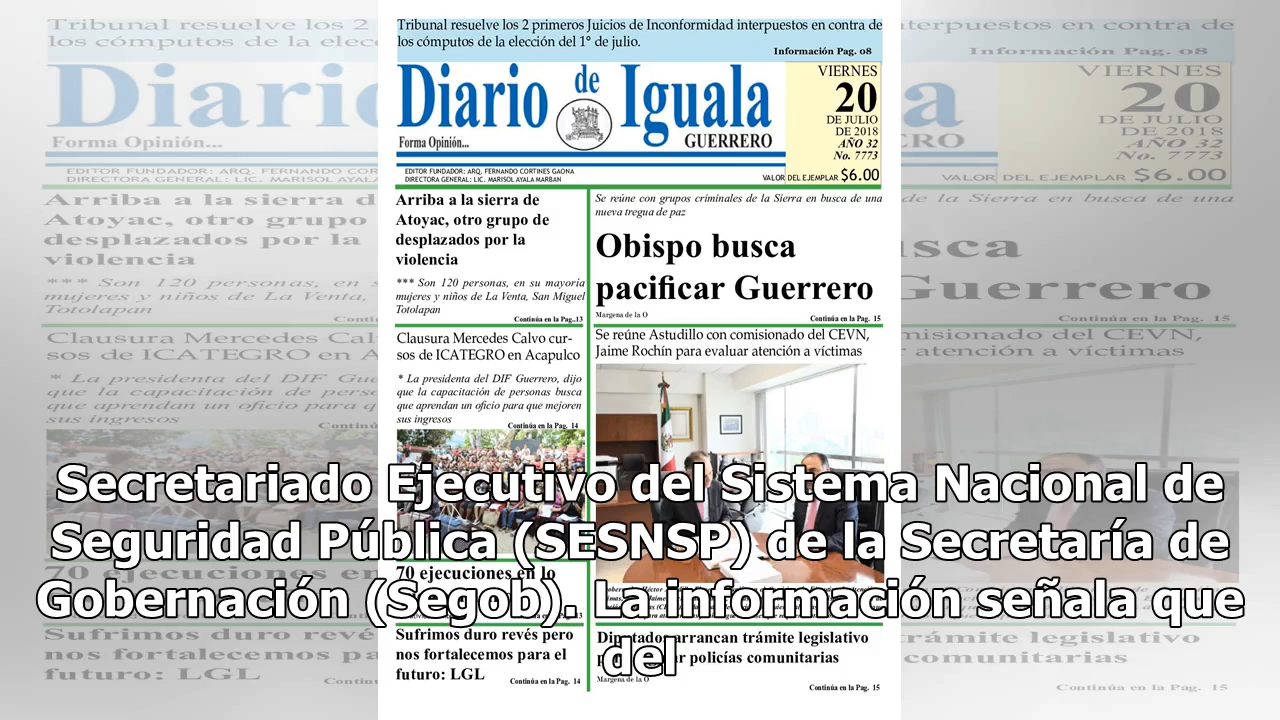 Tribunal resuelve los 2 primeros Juicios de Inconformidad interpuestos en contra de
los cómputos de la elección del 1° de julio.
Información Pag. 08
Diario de Iguala
GUERRERO
Forma Opinión...
VIERNES
20
DE JULIO
DE 2018
AÑO 32
No. 7773
EDITOR FUNDADOR: ARQ. FERNANDO CORTINES GAONA
DIRECTORA GENERAL: LIC. MARISOL AYALA MARBAN
VALOR DEL EJEMPLAR $6.00
Arriba a la sierra de
Atoyac, otro grupo de
desplazados por la
violencia
*** Son 120 personas, en su mayoría
mujeres y niños de La Venta, San Miguel
Totolapan
Continúa en la Pag..13
Clausura Mercedes Calvo cur-
sos de ICATEGRO en Acapulco
* La presidenta del DIF Guerrero, dijo
que la capacitación de personas busca
que aprendan un oficio para que mejoren
sus ingresos
Continúa en la Pag. 14
70 ejecuciones en lo
Sufrimos duro revés pero
nos fortalecemos para el
futuro: LGL
Continúa en la Pag. 14
Se reúne con grupos criminales de la Sierra en busca de una
nueva tregua de paz
Obispo busca
pacificar Guerrero
Margena de la O
Continúa en la Pag. 15
Se reúne Astudillo con comisionado del CEVN,
Jaime Rochín para evaluar atención a víctimas
Diputados arrancan trámite legislativo
policías comunitarias
Margena de la O
Continúa en la Pag. 15
Secretariado Ejecutivo del Sistema Nacional de
Seguridad Pública (SESNSP) de la Secretaría de
Gobernación (Segob). La información señala que
del